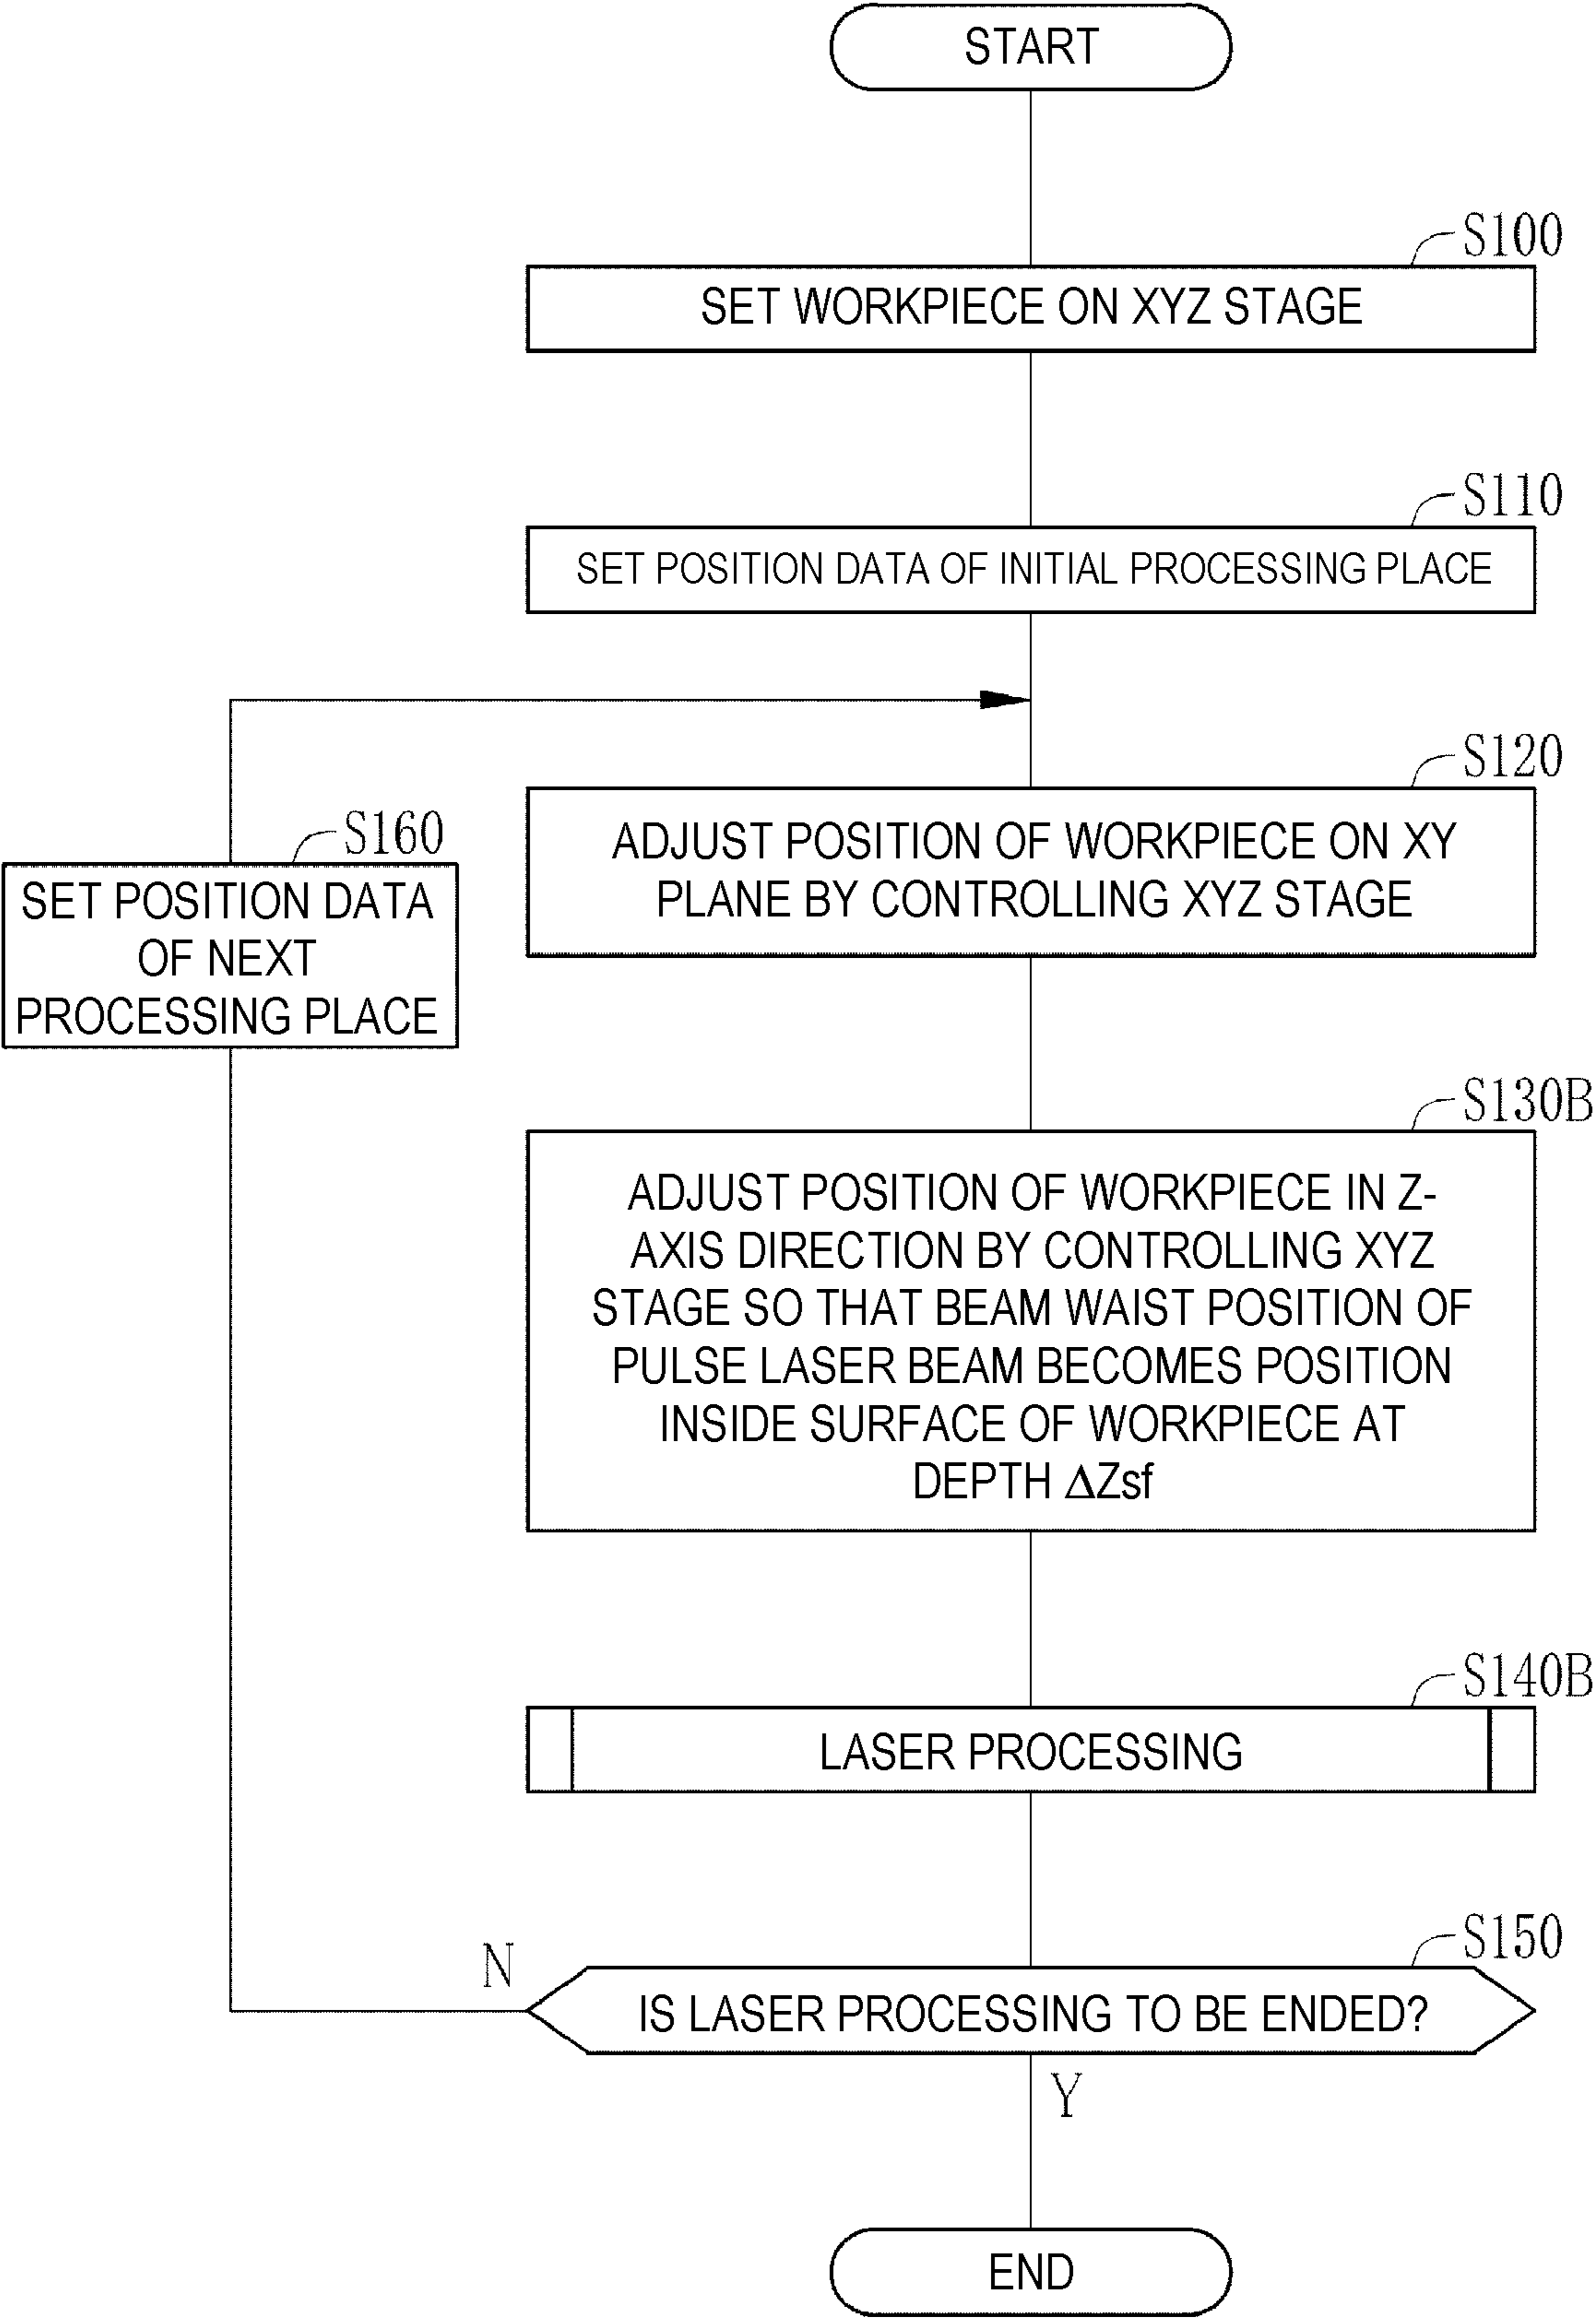 START
S100
SET WORKPIECE ON XYZ STAGE
S110
SET POSITION DATA OF INITIAL PROCESSING PLACE
S120
ADJUST POSITION OF WORKPIECE ON XY
PLANE BY CONTROLLING XYZ STAGE
S160
SET POSITION DATA
OF NEXT
PROCESSING PLACE
S130B
ADJUST POSITION OF WORKPIECE IN Z-
AXIS DIRECTION BY CONTROLLING XYZ
STAGE SO THAT BEAM WAIST POSITION OF
PULSE LASER BEAM BECOMES POSITION
INSIDE SURFACE OF WORKPIECE AT
DEPTH ΔZsf
S140B
LASER PROCESSING
S150
N
IS LASER PROCESSING TO BE ENDED?
Y
END